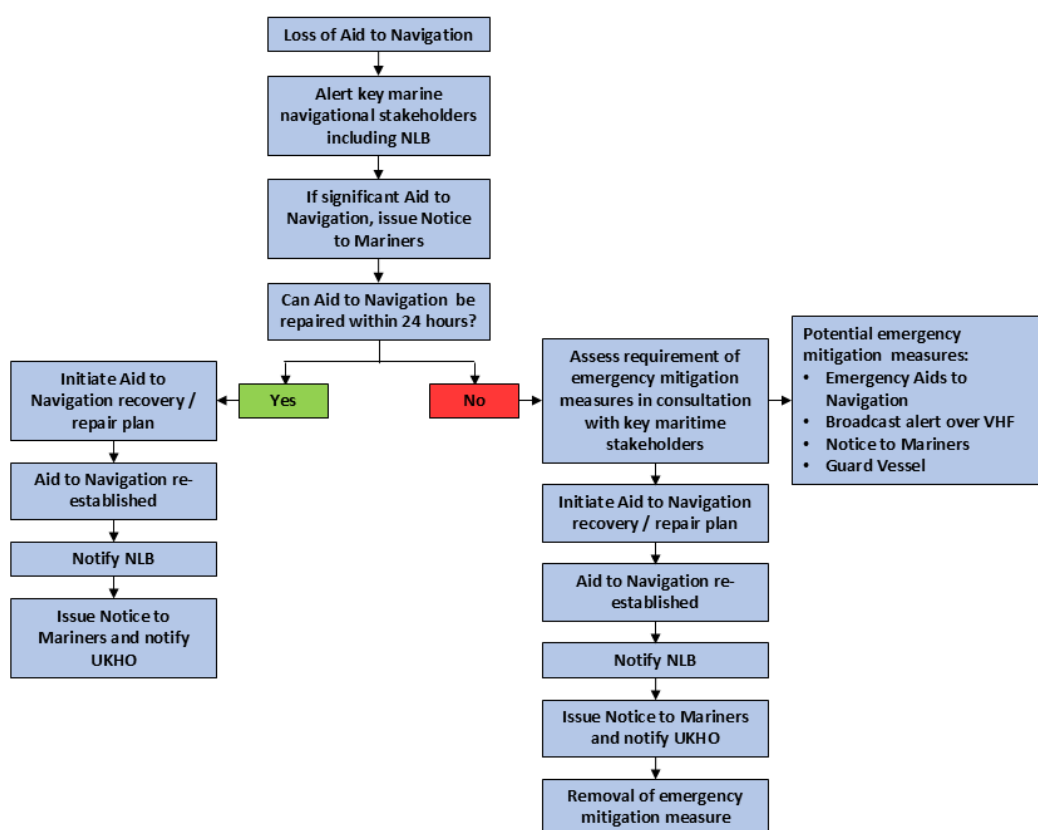 Loss of Aid to Navigation
Alert key marine
navigational stakeholders
including NLB
If significant Aid to
Navigation, issue Notice
to Mariners
Can Aid to Navigation be
repaired within 24 hours?
Yes
No
Initiate Aid to
Navigation recovery /
repair plan
Aid to Navigation re-
established
Notify NLB
Issue Notice to
Mariners and notify
UKHO
Assess requirement of
emergency mitigation
measures in consultation
with key maritime
stakeholders
Initiate Aid to Navigation
recovery / repair plan
Aid to Navigation re-
established
Notify NLB
Issue Notice to Mariners
and notify UKHO
Removal of emergency
mitigation measure
Potential emergency
mitigation measures:
• Emergency Aids to
Navigation
• Broadcast alert over VHF
• Notice to Mariners
• Guard Vessel